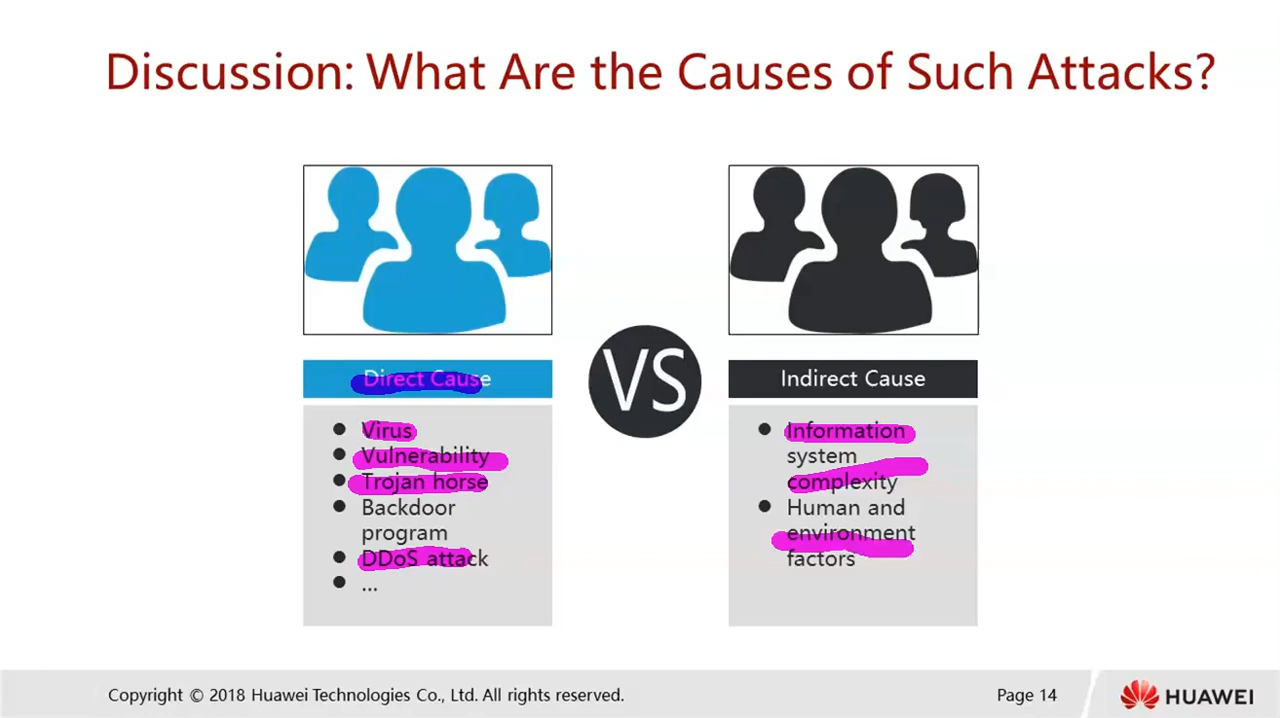 Discussion: What Are the Causes of Such Attacks?
VS
Direct Cause
Virus
Vulnerability
Trojan horse
Backdoor
program
DDoS attack
...
Indirect Cause
Information
system
complexity
Human and
environment
factors
Copyright © 2018 Huawei Technologies Co., Ltd. All rights reserved.
Page 14
HUAWEI